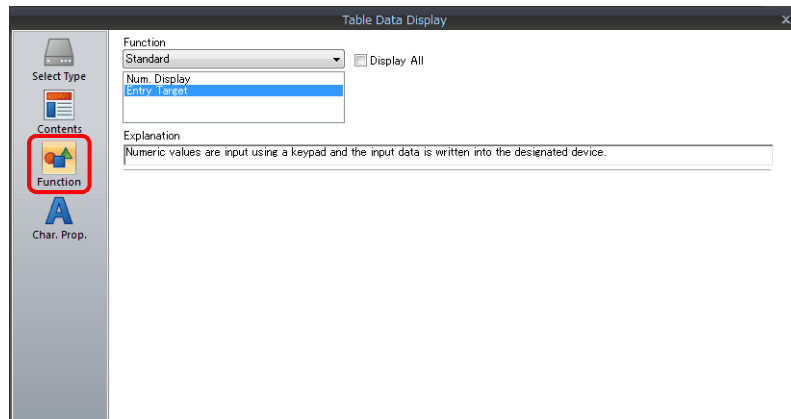 Table Data Display
x
Select Type
Contents
Function
Char. Prop.
Function
Standard
Display All
Num. Display
Entry Target
Explanation
Numeric values are input using a keypad and the input data is written into the designated device.